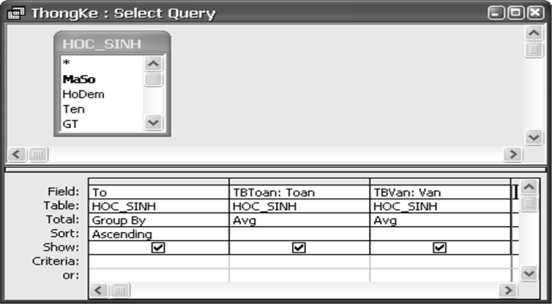 ThongKe : Select Query
HOC_SINH
*
MaSo
HoDem
Ten
GT
Field: To TBToan: Toan TBVan: Van
Table: HOC_SINH HOC_SINH HOC_SINH
Total: Group By Avg Avg
Sort: Ascending
Show:
Criteria:
or: